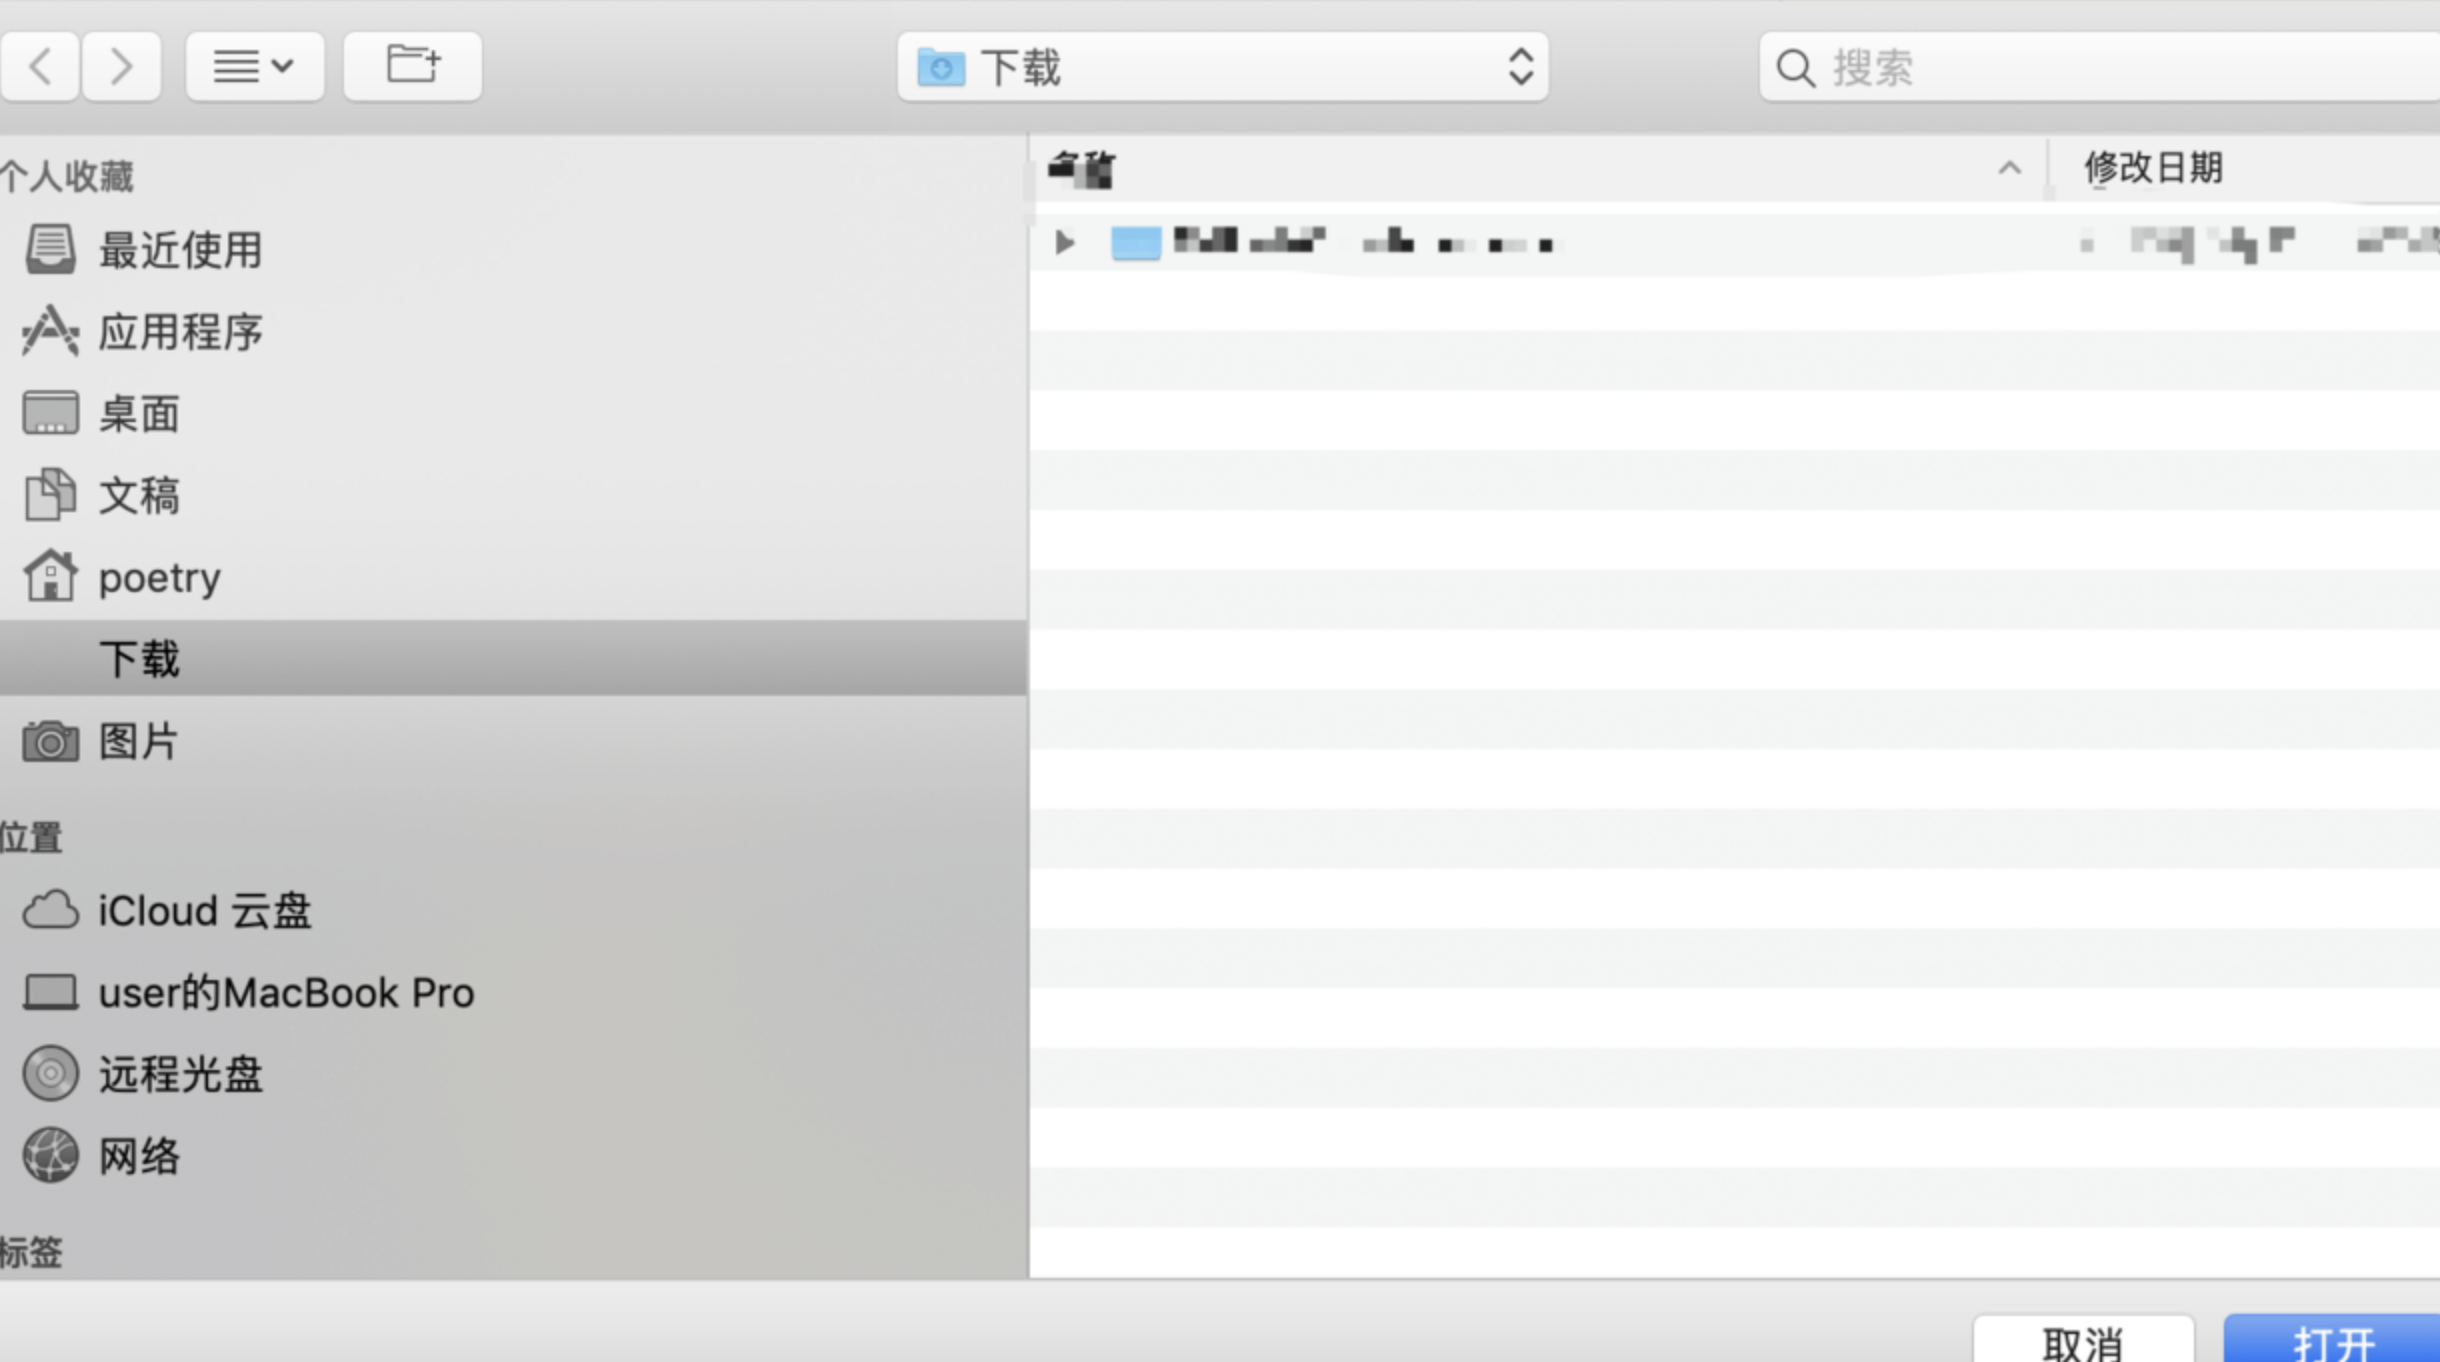 下载
搜索
个人收藏
名称
修改日期
最近使用
应用程序
桌面
文稿
poetry
下载
图片
位置
iCloud 云盘
user的MacBook Pro
远程光盘
网络
标签
取消
打开